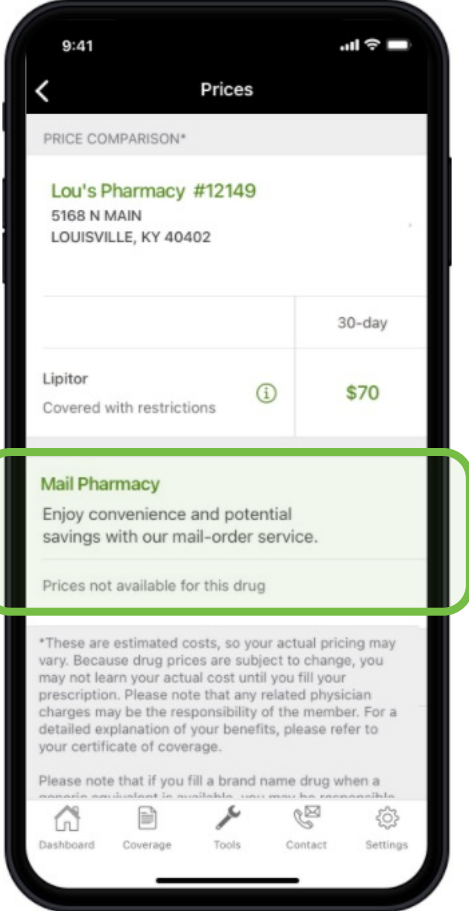 9:41
Prices
PRICE COMPARISON*
Lou's Pharmacy #12149
5168 N MAIN
LOUISVILLE, KY 40402
30-day
Lipitor
Covered with restrictions
$70
Mail Pharmacy
Enjoy convenience and potential
savings with our mail-order service.
Prices not available for this drug
*These are estimated costs, so your actual pricing may
vary. Because drug prices are subject to change, you
may not learn your actual cost until you fill your
prescription. Please note that any related physician
charges may be the responsibility of the member. For a
detailed explanation of your benefits, please refer to
your certificate of coverage.
Please note that if you fill a brand name drug when a
generic equivalent is available, you may be responsible
Dashboard Coverage Tools Contact Settings